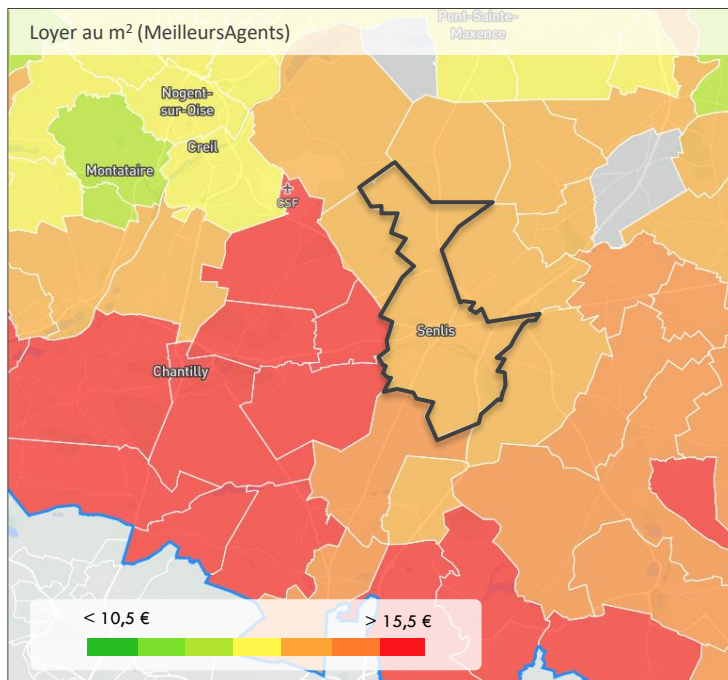 Loyer au m² (MeilleursAgents)
Pont-Sainte-
Maxence
Nogent-
sur-Oise
Creil
Montataire
CSF
Senlis
Chantilly
< 10,5 €
> 15,5 €